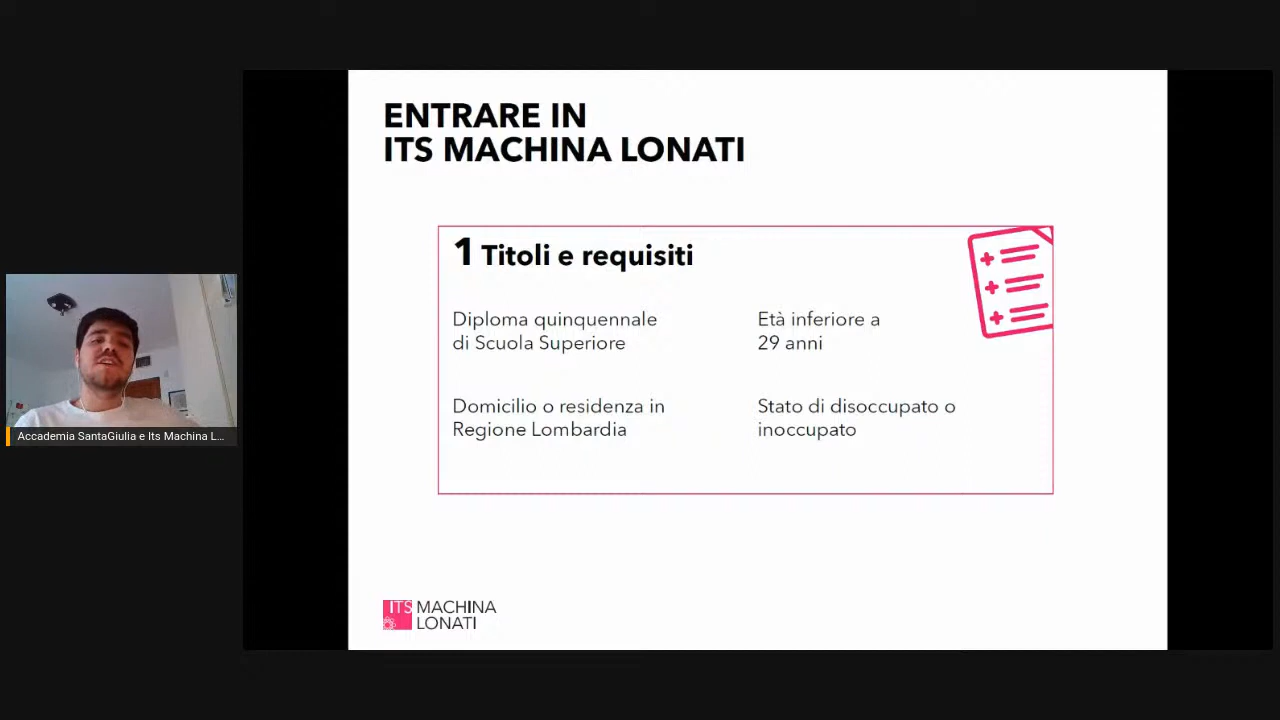 ENTRARE IN
ITS MACHINA LONATI
1 Titoli e requisiti
Diploma quinquennale
di Scuola Superiore
Età inferiore a
29 anni
Domicilio o residenza in
Regione Lombardia
Stato di disoccupato o
inoccupato
ITS MACHINA
LONATI
Accademia SantaGiulia e Its Machina L...